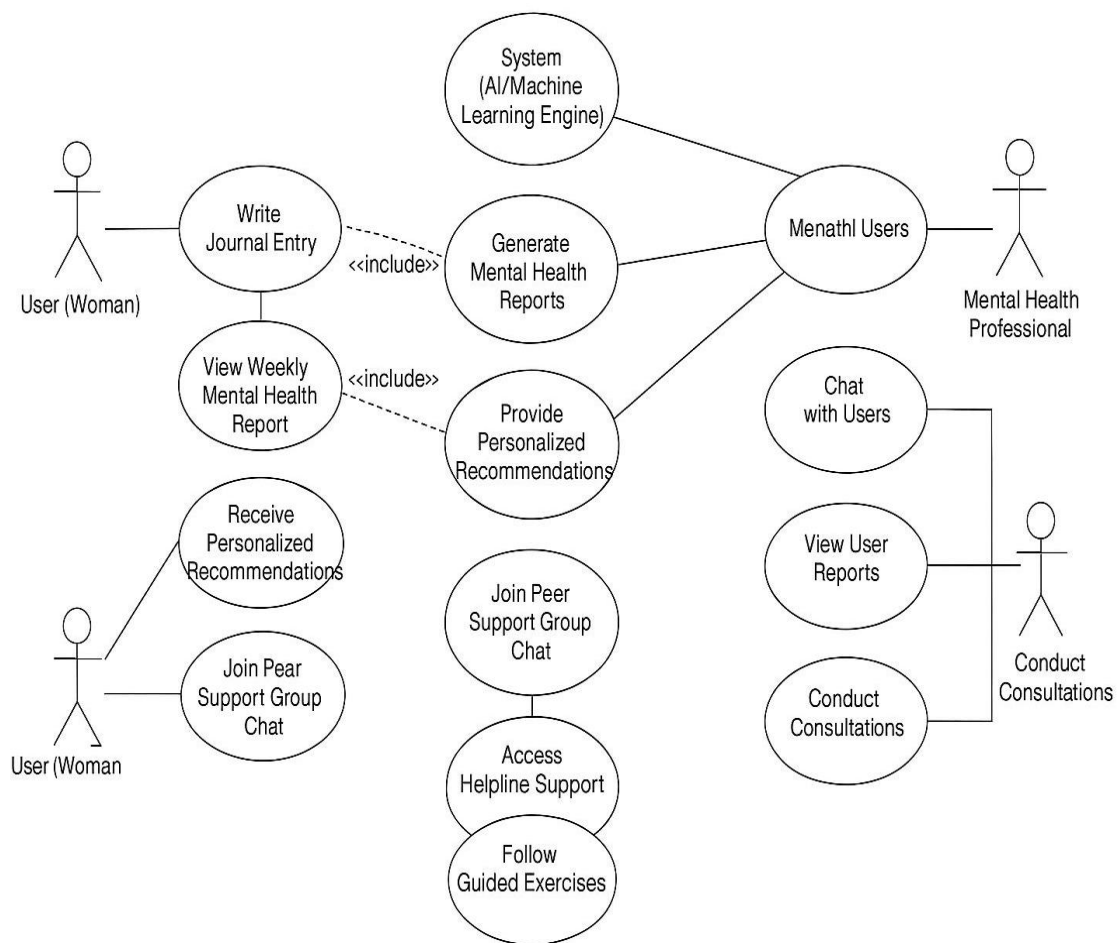 System
(AI/Machine
Learning Engine)
Write
Journal Entry
<<include>>
Generate
Mental Health
Reports
Menathl Users
User (Woman)
Mental Health
Professional
View Weekly
Mental Health
Report
<<include>>
Provide
Personalized
Recommendations
Chat
with Users
Receive
Personalized
Recommendations
View User
Reports
Join Peer
Support Group
Chat
Join Pear
Support Group
Chat
Conduct
Consultations
Conduct
Consultations
User (Woman
Access
Helpline Support
Follow
Guided Exercises